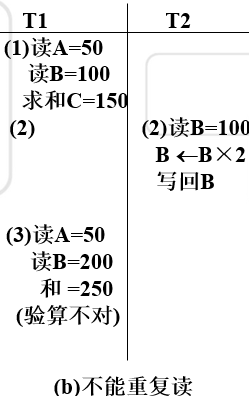 T1 T2
(1)读A=50
读B=100
求和C=150
(2) (2)读B=100
B ←B×2
写回B
(3)读A=50
读B=200
和 =250
(验算不对)
(b)不能重复读